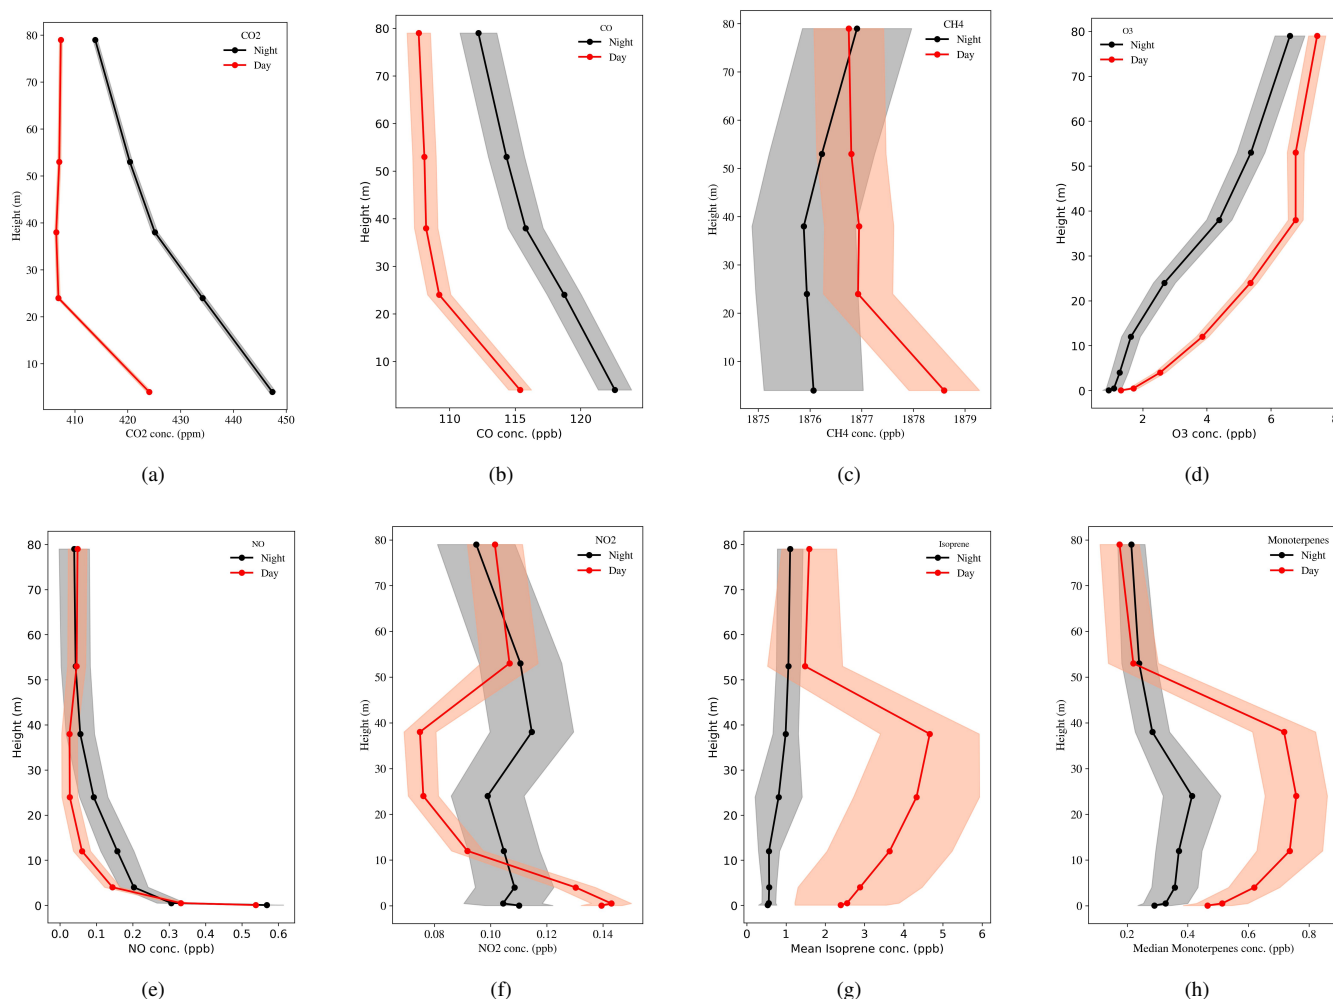 CO2
Night
Day
80
70
60
50
40
30
20
10
Height (m)
410 420 430 440 450
CO2 conc. (ppm)
(a)
CO
Night
Day
80
70
60
50
40
30
20
10
0
Height (m)
110 115 120
CO conc. (ppb)
(b)
CH4
Night
Day
80
70
60
50
40
30
20
10
Height (m)
1875 1876 1877 1878 1879
CH4 conc. (ppb)
(c)
O3
Night
Day
80
70
60
50
40
30
20
10
0
Height (m)
2 4 6 8
O3 conc. (ppb)
(d)
NO
Night
Day
80
70
60
50
40
30
20
10
0
Height (m)
0.0 0.1 0.2 0.3 0.4 0.5 0.6
NO conc. (ppb)
(e)
NO2
Night
Day
80
70
60
50
40
30
20
10
0
Height (m)
0.08 0.10 0.12 0.14
NO2 conc. (ppb)
(f)
Isoprene
Night
Day
80
70
60
50
40
30
20
10
0
Height (m)
0 1 2 3 4 5 6
Mean Isoprene conc. (ppb)
(g)
Monoterpenes
Night
Day
80
70
60
50
40
30
20
10
0
Height (m)
0.2 0.4 0.6 0.8
Median Monoterpenes conc. (ppb)
(h)